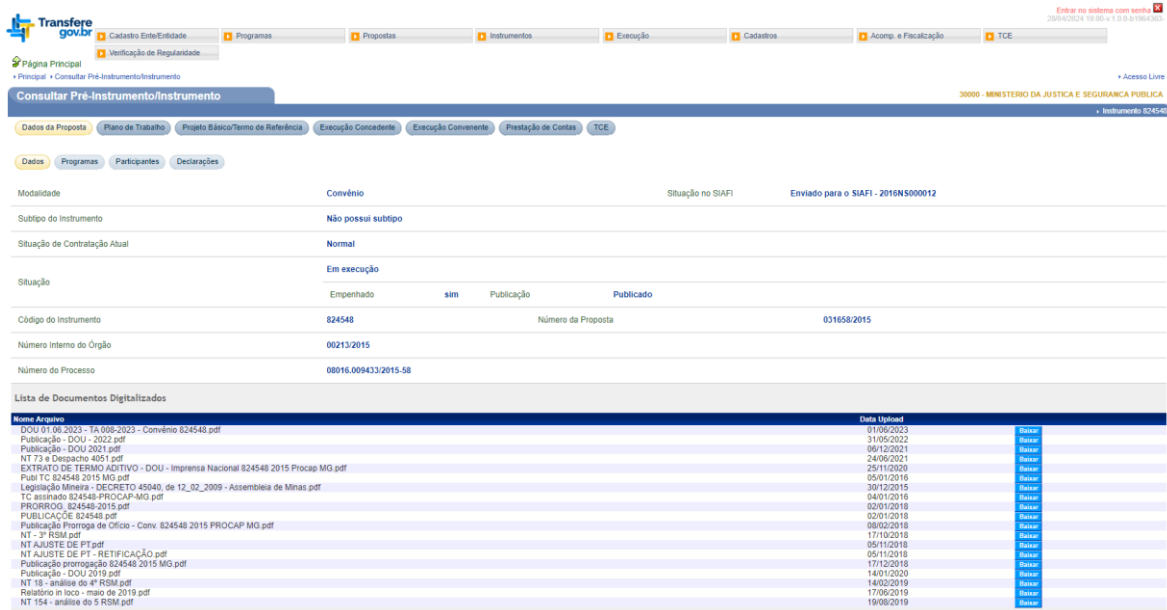 Entrar no sistema com senha X
Transfere
gov.br
Cadastro Ente/Entidade Programas Propostas Instrumentos Execução Cadastros Acomp. e Fiscalização TCE
Verificação de Regularidade
Página Principal
Principal Consultar Pré-Instrumento/Instrumento Acesso Livre
Consultar Pré-Instrumento/Instrumento 30000 - MINISTERIO DA JUSTICA E SEGURANCA PUBLICA
Instrumento 824548
Dados da Proposta Plano de Trabalho Projeto Básico/Termo de Referência Execução Concedente Execução Convenente Prestação de Contas TCE
Dados Programas Participantes Declarações
Modalidade Convênio Situação no SIAFI Enviado para o SIAFI - 2016NS000012
Subtipo do Instrumento Não possui subtipo
Situação de Contratação Atual Normal
Situação Em execução
Empenhado sim Publicação Publicado
Código do Instrumento 824548 Número da Proposta 031658/2015
Número Interno do Órgão 00213/2015
Número do Processo 08016.009433/2015-58
Lista de Documentos Digitalizados
Nome Arquivo Data Upload
DOU 01.06.2023 - TA 008-2023 - Convênio 824548.pdf 01/06/2023 Baixar
Publicação - DOU - 2022.pdf 31/05/2022 Baixar
Publicação - DOU 2021.pdf 06/12/2021 Baixar
NT 73 e Despacho 4051.pdf 24/06/2021 Baixar
EXTRATO DE TERMO ADITIVO - DOU - Imprensa Nacional 824548 2015 Procap MG.pdf 25/11/2020 Baixar
Publ TC 824548 2015 MG.pdf 05/01/2016 Baixar
Legislação Mineira - DECRETO 45040, de 12_02_2009 - Assembleia de Minas.pdf 30/12/2015 Baixar
TC assinado 824548-PROCAP-MG.pdf 04/01/2016 Baixar
PRORROG_824548-2015.pdf 02/01/2018 Baixar
PUBLICAÇÕE 824548.pdf 02/01/2018 Baixar
Publicação Prorroga de Ofício - Conv. 824548 2015 PROCAP MG.pdf 08/02/2018 Baixar
NT - 3º RSM.pdf 17/10/2018 Baixar
NT AJUSTE DE PT.pdf 05/11/2018 Baixar
NT AJUSTE DE PT - RETIFICAÇÃO.pdf 05/11/2018 Baixar
Publicação prorrogação 824548 2015 MG.pdf 17/12/2018 Baixar
Publicação - DOU 2019.pdf 14/01/2020 Baixar
NT 18 - análise do 4º RSM.pdf 14/02/2019 Baixar
Relatório in loco - maio de 2019.pdf 17/06/2019 Baixar
NT 154 - análise do 5 RSM.pdf 19/08/2019 Baixar